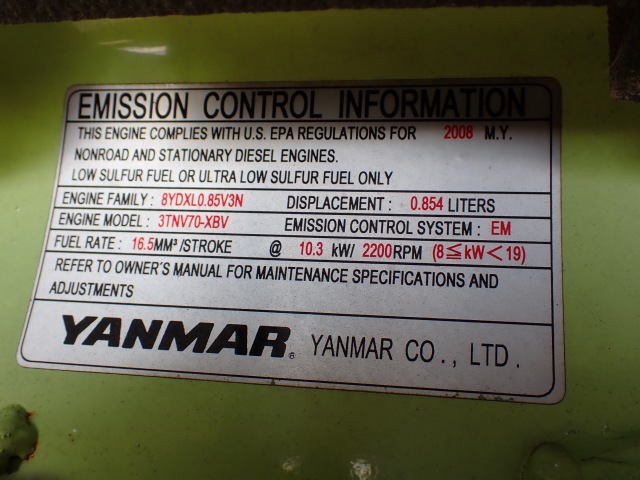 EMISSION CONTROL INFORMATION
THIS ENGINE COMPLIES WITH U.S. EPA REGULATIONS FOR 2008 M.Y.
NONROAD AND STATIONARY DIESEL ENGINES.
LOW SULFUR FUEL OR ULTRA LOW SULFUR FUEL ONLY
ENGINE FAMILY : 8YDXL0.85V3N DISPLACEMENT : 0.854 LITERS
ENGINE MODEL : 3TNV70-XBV EMISSION CONTROL SYSTEM : EM
FUEL RATE : 16.5MM³/STROKE @ 10.3 kW/ 2200RPM (8≦kW<19)
REFER TO OWNER'S MANUAL FOR MAINTENANCE SPECIFICATIONS AND
ADJUSTMENTS
YANMAR® YANMAR CO., LTD.